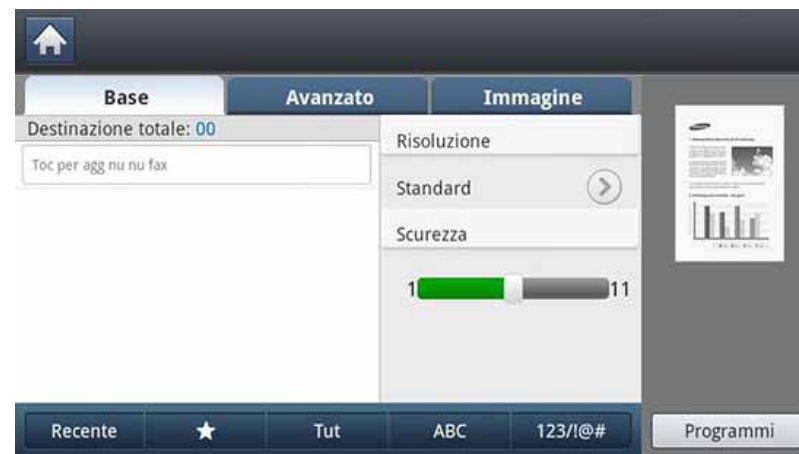 Base
Avanzato
Immagine
Destinazione totale: 00
Toc per agg nu nu fax
Risoluzione
Standard
Scurezza
1
11
Recente
★
Tut
ABC
123/!@#
Programmi